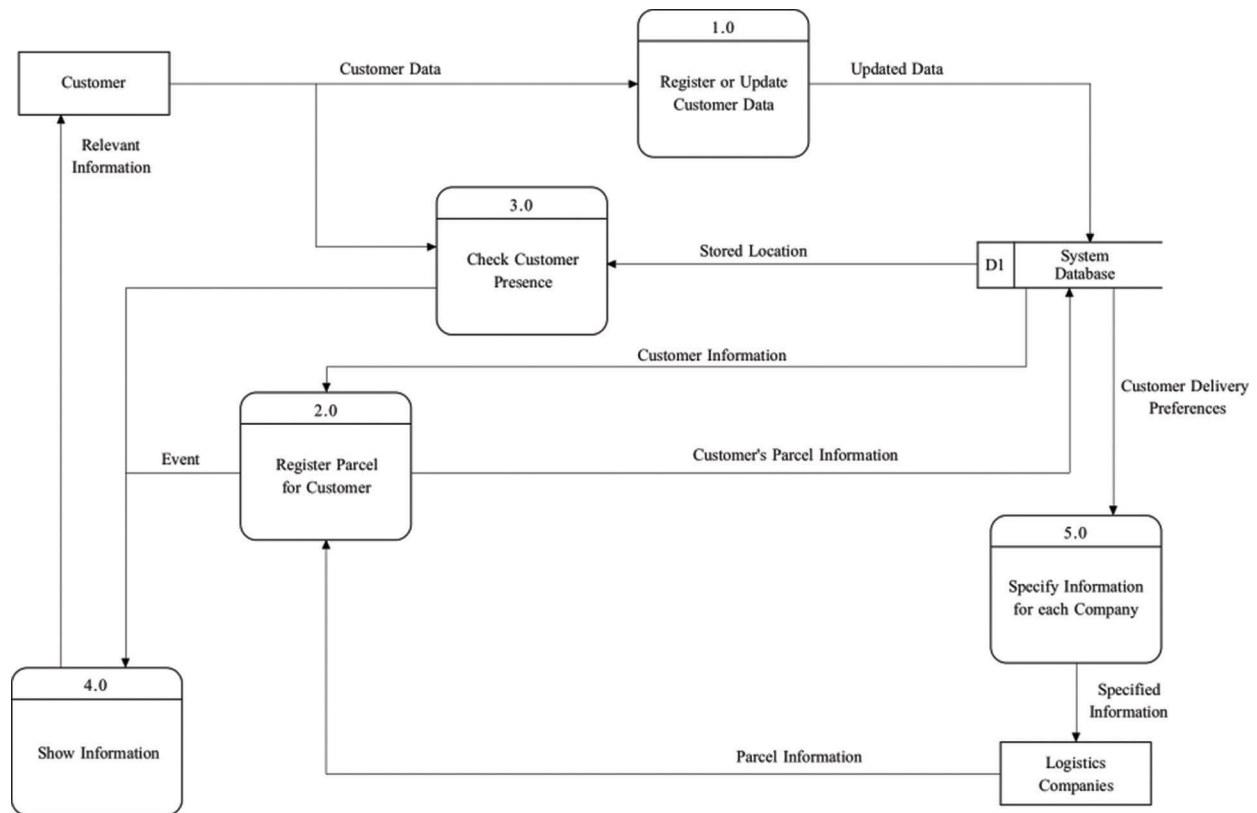 1.0
Customer
Customer Data
Register or Update
Customer Data
Updated Data
Relevant
Information
3.0
Check Customer
Presence
Stored Location
D1
System
Database
Customer Information
Customer Delivery
Preferences
2.0
Register Parcel
for Customer
Event
Customer's Parcel Information
5.0
Specify Information
for each Company
4.0
Show Information
Specified
Information
Parcel Information
Logistics
Companies